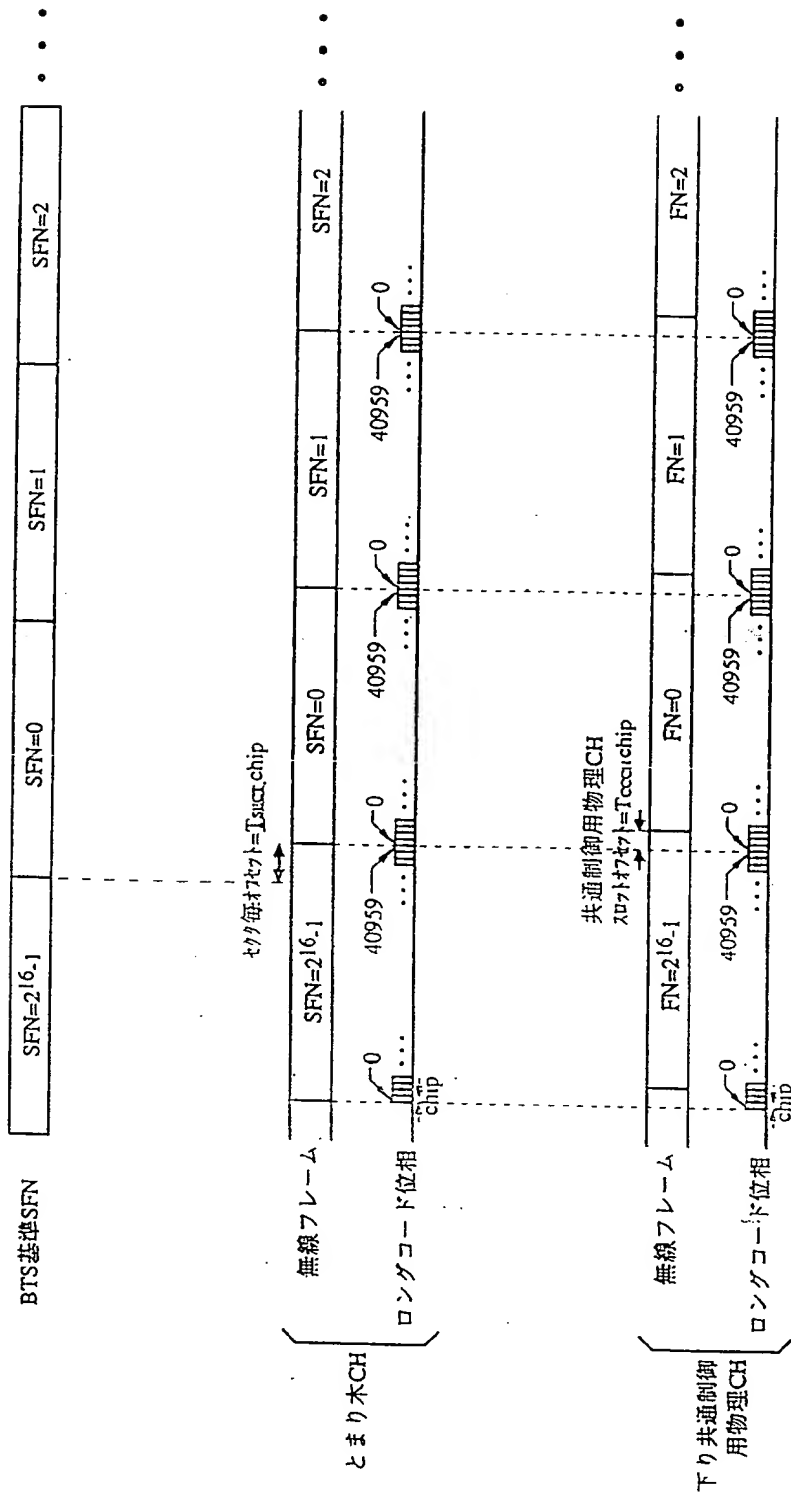 BTS基準SFN
SFN=2^16-1
SFN=0
SFN=1
SFN=2
• • •
とまり木CH
無線フレーム
SFN=2^16-1
SFN=0
SFN=1
SFN=2
• • •
セクタ毎オフセット=
chip
ロングコード位相
chip
0
•••
•••
40959
0
•••
•••
40959
0
•••
•••
40959
0
•••
下り共通制御
用物理CH
共通制御用物理CH
スロットオフセット=
chip
無線フレーム
FN=2^16-1
FN=0
FN=1
FN=2
• • •
ロングコード位相
chip
0
•••
•••
40959
0
•••
•••
40959
0
•••
•••
40959
0
•••